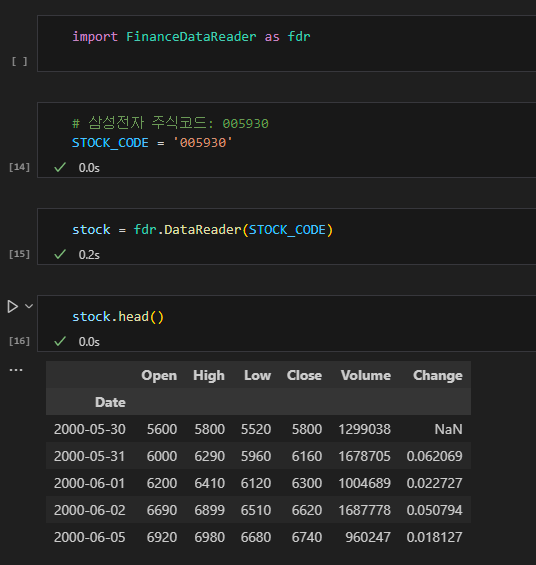 import FinanceDataReader as fdr
[ ]
# 삼성전자 주식코드: 005930
STOCK_CODE = '005930'
[14] ✓ 0.0s
stock = fdr.DataReader(STOCK_CODE)
[15] ✓ 0.2s
stock.head()
[16] ✓ 0.0s
...
Open High Low Close Volume Change
Date
2000-05-30 5600 5800 5520 5800 1299038 NaN
2000-05-31 6000 6290 5960 6160 1678705 0.062069
2000-06-01 6200 6410 6120 6300 1004689 0.022727
2000-06-02 6690 6899 6510 6620 1687778 0.050794
2000-06-05 6920 6980 6680 6740 960247 0.018127